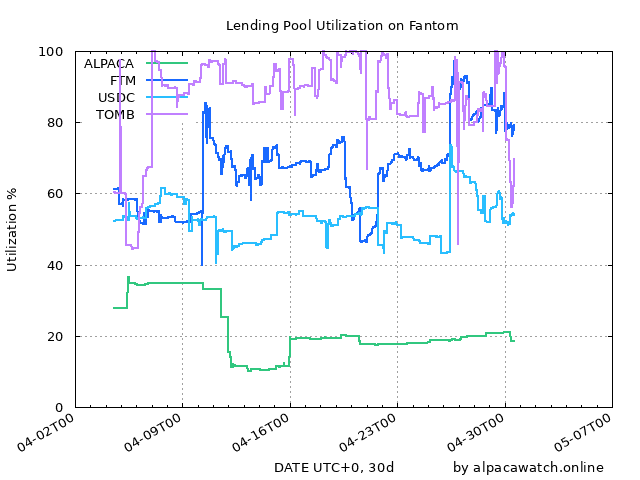 Lending Pool Utilization on Fantom
100
80
60
40
20
0
Utilization %
ALPACA
FTM
USDC
TOMB
04-02T00
04-09T00
04-16T00
04-23T00
04-30T00
05-07T00
DATE UTC+0, 30d
by alpacawatch.online